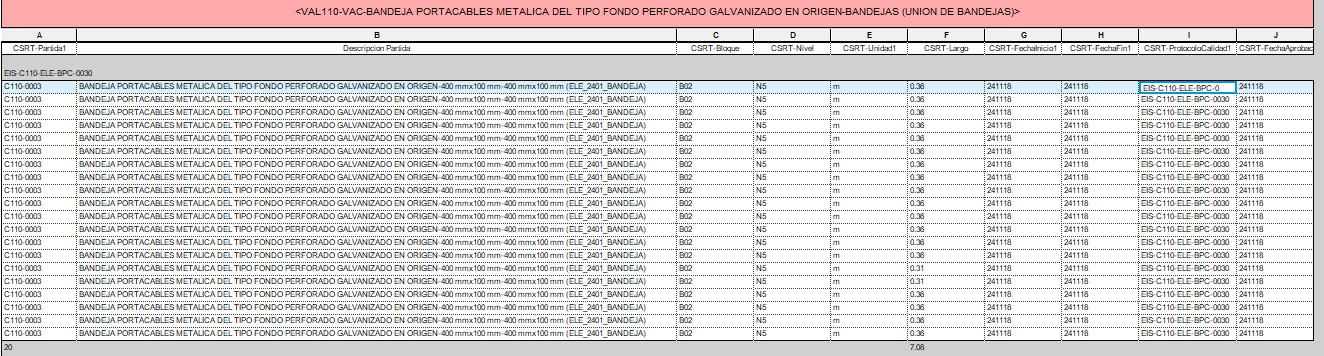 <VAL110-VAC-BANDEJA PORTACABLES METALICA DEL TIPO FONDO PERFORADO GALVANIZADO EN ORIGEN-BANDEJAS (UNION DE BANDEJAS)>
A B C D E F G H I J
CSRT-Partida1 Descripcion Partida CSRT-Bloque CSRT-Nivel CSRT-Unidad1 CSRT-Largo CSRT-FechaInicio1 CSRT-FechaFin1 CSRT-ProtocoloCalidad1 CSRT-FechaAprobac
EIS-C110-ELE-BPC-0030
C110-0003 BANDEJA PORTACABLES METALICA DEL TIPO FONDO PERFORADO GALVANIZADO EN ORIGEN-400 mmx100 mm-400 mmx100 mm (ELE_2401_BANDEJA) B02 N5 m 0.36 241118 241118 EIS-C110-ELE-BPC-0 241118
C110-0003 BANDEJA PORTACABLES METALICA DEL TIPO FONDO PERFORADO GALVANIZADO EN ORIGEN-400 mmx100 mm-400 mmx100 mm (ELE_2401_BANDEJA) B02 N5 m 0.36 241118 241118 EIS-C110-ELE-BPC-0030 241118
C110-0003 BANDEJA PORTACABLES METALICA DEL TIPO FONDO PERFORADO GALVANIZADO EN ORIGEN-400 mmx100 mm-400 mmx100 mm (ELE_2401_BANDEJA) B02 N5 m 0.36 241118 241118 EIS-C110-ELE-BPC-0030 241118
C110-0003 BANDEJA PORTACABLES METALICA DEL TIPO FONDO PERFORADO GALVANIZADO EN ORIGEN-400 mmx100 mm-400 mmx100 mm (ELE_2401_BANDEJA) B02 N5 m 0.36 241118 241118 EIS-C110-ELE-BPC-0030 241118
C110-0003 BANDEJA PORTACABLES METALICA DEL TIPO FONDO PERFORADO GALVANIZADO EN ORIGEN-400 mmx100 mm-400 mmx100 mm (ELE_2401_BANDEJA) B02 N5 m 0.36 241118 241118 EIS-C110-ELE-BPC-0030 241118
C110-0003 BANDEJA PORTACABLES METALICA DEL TIPO FONDO PERFORADO GALVANIZADO EN ORIGEN-400 mmx100 mm-400 mmx100 mm (ELE_2401_BANDEJA) B02 N5 m 0.36 241118 241118 EIS-C110-ELE-BPC-0030 241118
C110-0003 BANDEJA PORTACABLES METALICA DEL TIPO FONDO PERFORADO GALVANIZADO EN ORIGEN-400 mmx100 mm-400 mmx100 mm (ELE_2401_BANDEJA) B02 N5 m 0.36 241118 241118 EIS-C110-ELE-BPC-0030 241118
C110-0003 BANDEJA PORTACABLES METALICA DEL TIPO FONDO PERFORADO GALVANIZADO EN ORIGEN-400 mmx100 mm-400 mmx100 mm (ELE_2401_BANDEJA) B02 N5 m 0.36 241118 241118 EIS-C110-ELE-BPC-0030 241118
C110-0003 BANDEJA PORTACABLES METALICA DEL TIPO FONDO PERFORADO GALVANIZADO EN ORIGEN-400 mmx100 mm-400 mmx100 mm (ELE_2401_BANDEJA) B02 N5 m 0.36 241118 241118 EIS-C110-ELE-BPC-0030 241118
C110-0003 BANDEJA PORTACABLES METALICA DEL TIPO FONDO PERFORADO GALVANIZADO EN ORIGEN-400 mmx100 mm-400 mmx100 mm (ELE_2401_BANDEJA) B02 N5 m 0.36 241118 241118 EIS-C110-ELE-BPC-0030 241118
C110-0003 BANDEJA PORTACABLES METALICA DEL TIPO FONDO PERFORADO GALVANIZADO EN ORIGEN-400 mmx100 mm-400 mmx100 mm (ELE_2401_BANDEJA) B02 N5 m 0.36 241118 241118 EIS-C110-ELE-BPC-0030 241118
C110-0003 BANDEJA PORTACABLES METALICA DEL TIPO FONDO PERFORADO GALVANIZADO EN ORIGEN-400 mmx100 mm-400 mmx100 mm (ELE_2401_BANDEJA) B02 N5 m 0.36 241118 241118 EIS-C110-ELE-BPC-0030 241118
C110-0003 BANDEJA PORTACABLES METALICA DEL TIPO FONDO PERFORADO GALVANIZADO EN ORIGEN-400 mmx100 mm-400 mmx100 mm (ELE_2401_BANDEJA) B02 N5 m 0.36 241118 241118 EIS-C110-ELE-BPC-0030 241118
C110-0003 BANDEJA PORTACABLES METALICA DEL TIPO FONDO PERFORADO GALVANIZADO EN ORIGEN-400 mmx100 mm-400 mmx100 mm (ELE_2401_BANDEJA) B02 N5 m 0.36 241118 241118 EIS-C110-ELE-BPC-0030 241118
C110-0003 BANDEJA PORTACABLES METALICA DEL TIPO FONDO PERFORADO GALVANIZADO EN ORIGEN-400 mmx100 mm-400 mmx100 mm (ELE_2401_BANDEJA) B02 N5 m 0.31 241118 241118 EIS-C110-ELE-BPC-0030 241118
C110-0003 BANDEJA PORTACABLES METALICA DEL TIPO FONDO PERFORADO GALVANIZADO EN ORIGEN-400 mmx100 mm-400 mmx100 mm (ELE_2401_BANDEJA) B02 N5 m 0.31 241118 241118 EIS-C110-ELE-BPC-0030 241118
C110-0003 BANDEJA PORTACABLES METALICA DEL TIPO FONDO PERFORADO GALVANIZADO EN ORIGEN-400 mmx100 mm-400 mmx100 mm (ELE_2401_BANDEJA) B02 N5 m 0.36 241118 241118 EIS-C110-ELE-BPC-0030 241118
C110-0003 BANDEJA PORTACABLES METALICA DEL TIPO FONDO PERFORADO GALVANIZADO EN ORIGEN-400 mmx100 mm-400 mmx100 mm (ELE_2401_BANDEJA) B02 N5 m 0.36 241118 241118 EIS-C110-ELE-BPC-0030 241118
C110-0003 BANDEJA PORTACABLES METALICA DEL TIPO FONDO PERFORADO GALVANIZADO EN ORIGEN-400 mmx100 mm-400 mmx100 mm (ELE_2401_BANDEJA) B02 N5 m 0.36 241118 241118 EIS-C110-ELE-BPC-0030 241118
C110-0003 BANDEJA PORTACABLES METALICA DEL TIPO FONDO PERFORADO GALVANIZADO EN ORIGEN-400 mmx100 mm-400 mmx100 mm (ELE_2401_BANDEJA) B02 N5 m 0.36 241118 241118 EIS-C110-ELE-BPC-0030 241118
20 7.08